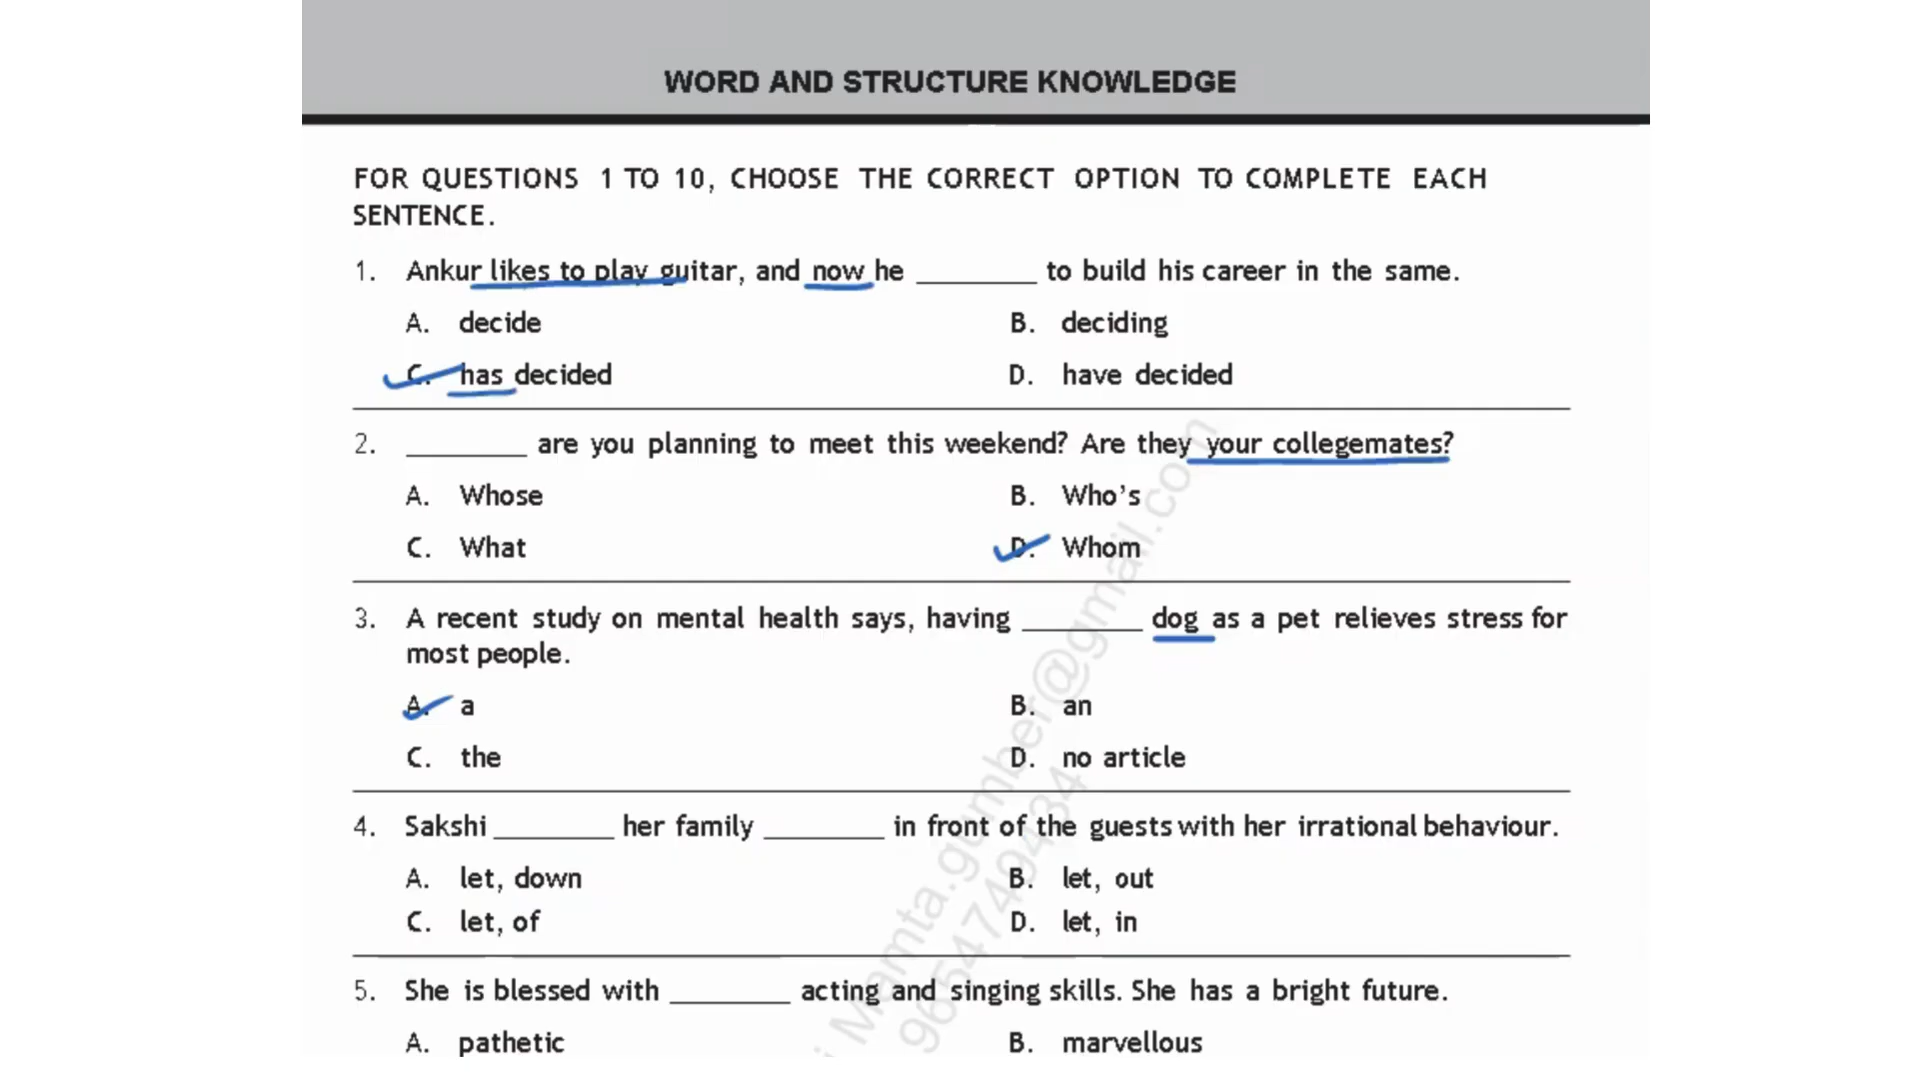 WORD AND STRUCTURE KNOWLEDGE
FOR QUESTIONS 1 TO 10, CHOOSE THE CORRECT OPTION TO COMPLETE EACH
SENTENCE.
1. Ankur likes to play guitar, and now he ________ to build his career in the same.
A. decide B. deciding
C. has decided D. have decided
2. ________ are you planning to meet this weekend? Are they your collegemates?
A. Whose B. Who's
C. What D. Whom
3. A recent study on mental health says, having ________ dog as a pet relieves stress for
most people.
A. a B. an
C. the D. no article
4. Sakshi ________ her family ________ in front of the guests with her irrational behaviour.
A. let, down B. let, out
C. let, of D. let, in
5. She is blessed with ________ acting and singing skills. She has a bright future.
A. pathetic B. marvellous
Mamta.gumber@gmail.com
9654749434